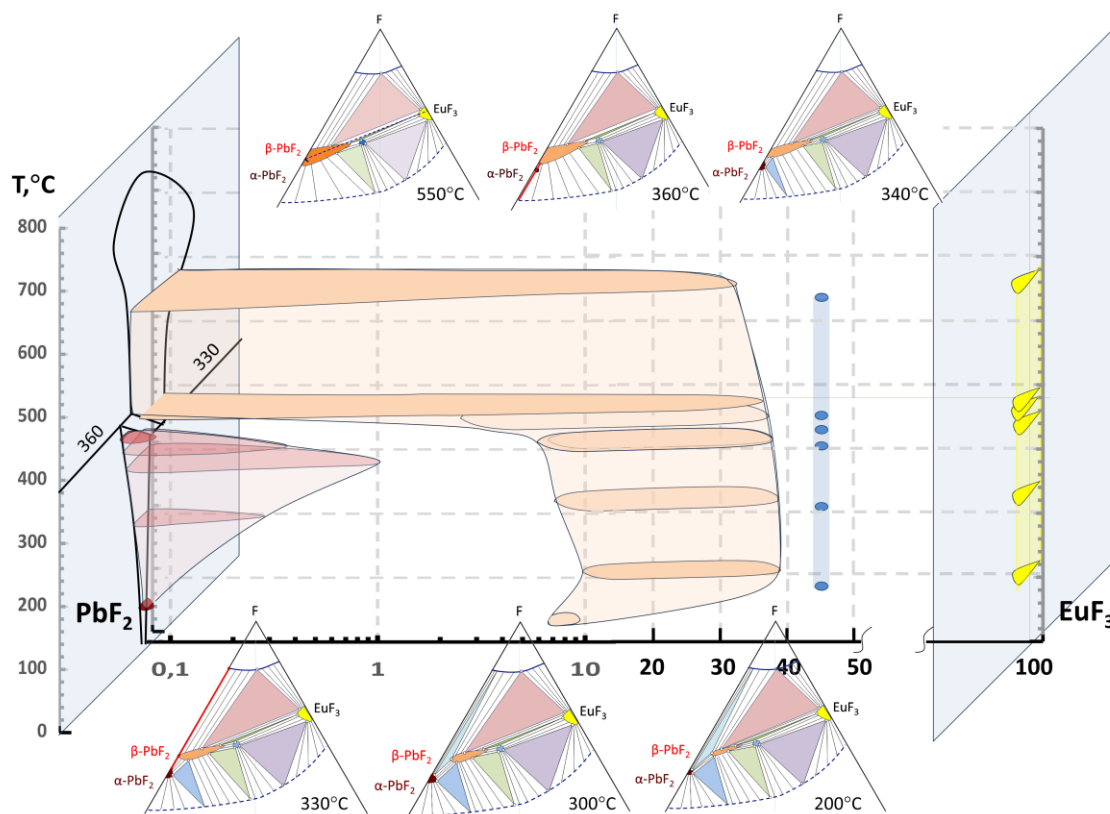 F
EuF₃
β-PbF₂
α-PbF₂
550°C
F
EuF₃
β-PbF₂
α-PbF₂
360°C
F
EuF₃
β-PbF₂
α-PbF₂
340°C
T,°C
800
700
600
500
400
300
200
100
0
330
360
PbF₂
EuF₃
0,1
1
10
20
30
40
50
100
F
EuF₃
β-PbF₂
α-PbF₂
330°C
F
EuF₃
β-PbF₂
α-PbF₂
300°C
F
EuF₃
β-PbF₂
α-PbF₂
200°C